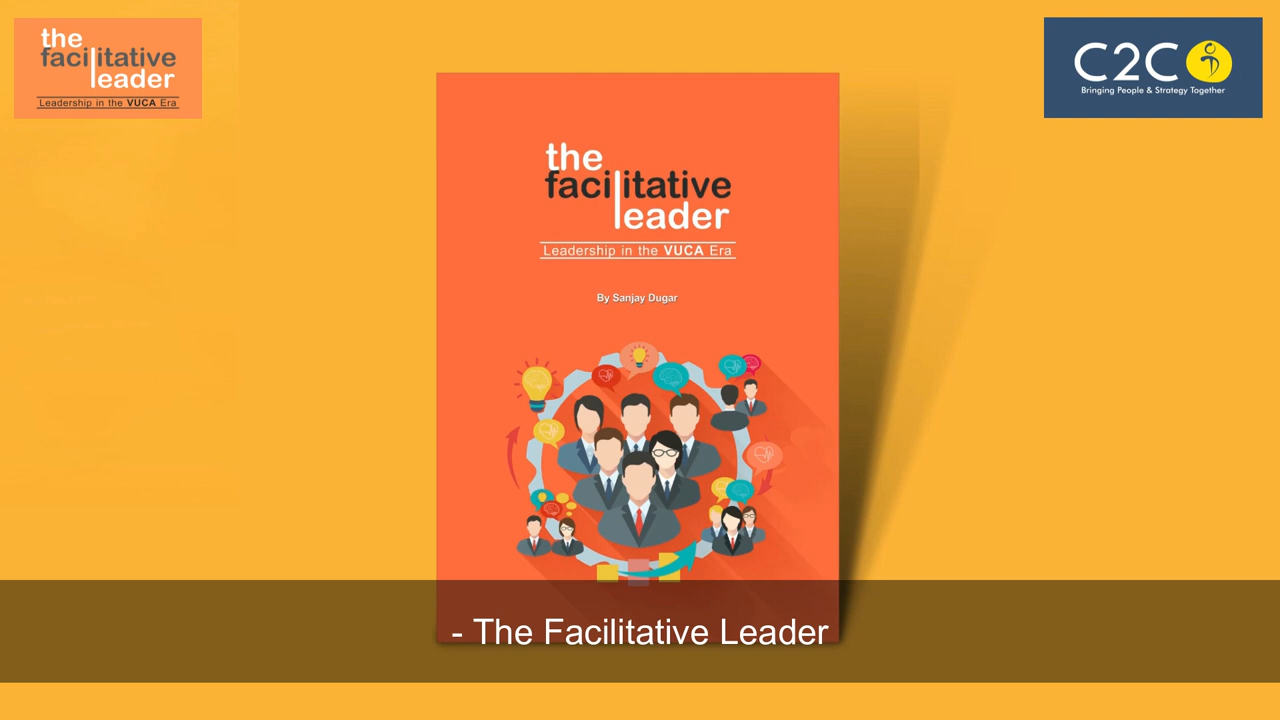 the
facilitative
leader
Leadership in the VUCA Era
C2C
Bringing People & Strategy Together
the
facilitative
leader
Leadership in the VUCA Era
By Sanjay Dugar
- The Facilitative Leader